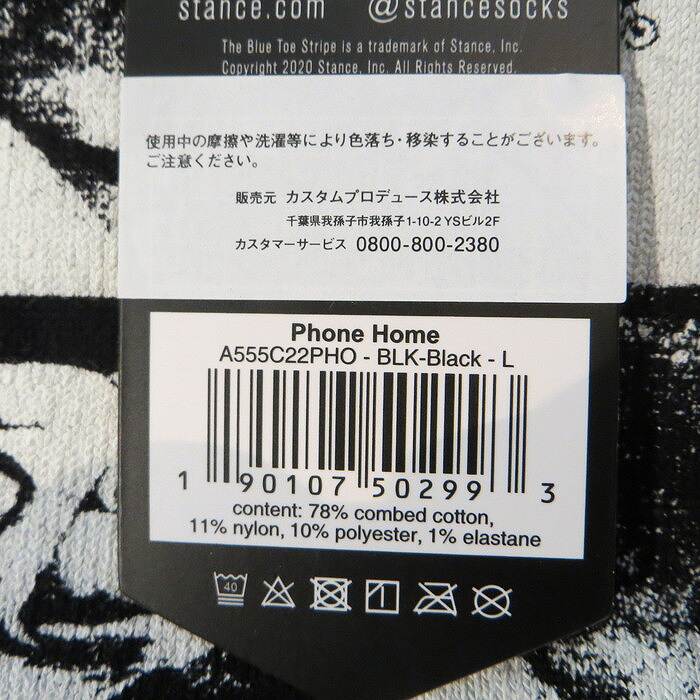 stance.com @stancesocks
The Blue Toe Stripe is a trademark of Stance, Inc.
Copyright 2020 Stance, Inc. All Rights Reserved.
使用中の摩擦や洗濯等により色落ち・移染することがございます。
ご注意ください。
販売元 カスタムプロデュース株式会社
千葉県我孫子市我孫子1-10-2 YSビル2F
カスタマーサービス 0800-800-2380
Phone Home
A555C22PHO - BLK-Black - L
1 90107 50299 3
content: 78% combed cotton,
11% nylon, 10% polyester, 1% elastane
40